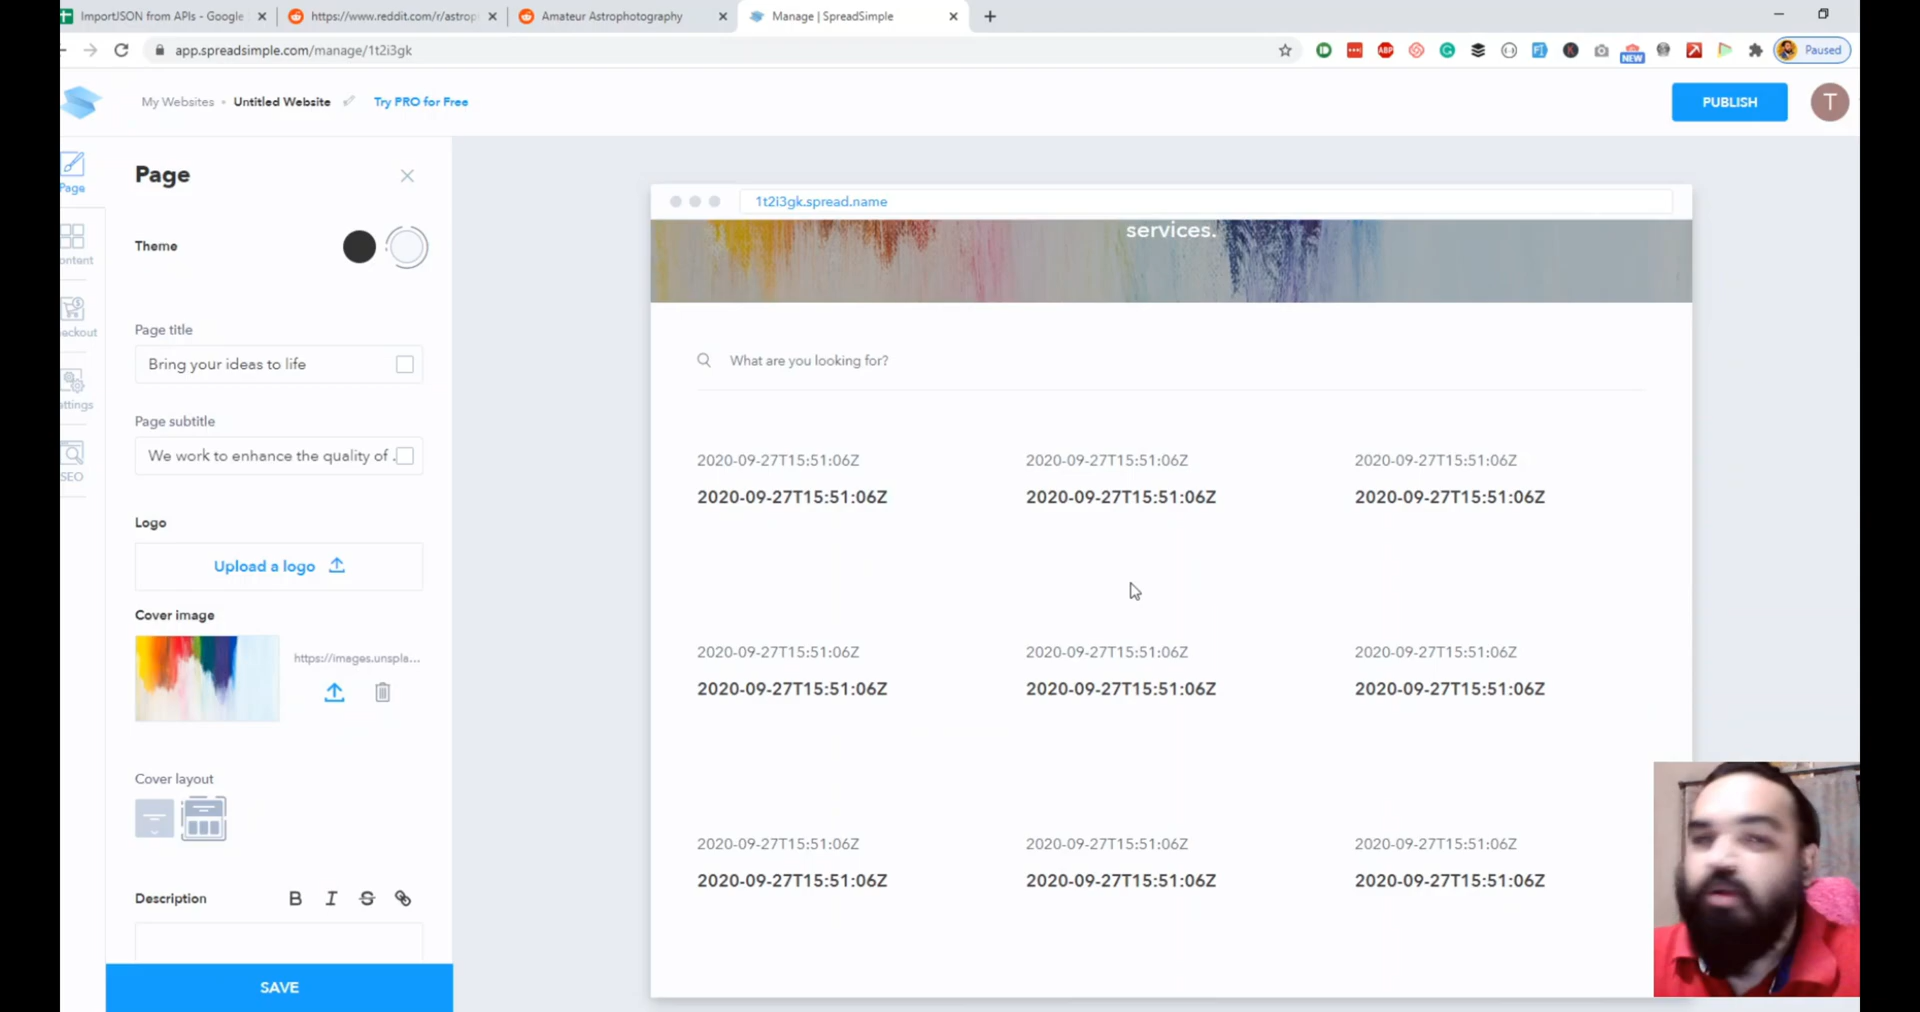 ImportJSON from APIs - Google
https://www.reddit.com/r/astrop
Amateur Astrophotography
Manage | SpreadSimple
app.spreadsimple.com/manage/1t2i3gk
ABP
NEW
Paused
My Websites • Untitled Website
Try PRO for Free
PUBLISH
T
Page
ontent
eckout
ttings
SEO
Page
Theme
Page title
Bring your ideas to life
Page subtitle
We work to enhance the quality of .
Logo
Upload a logo
Cover image
https://images.unspla...
Cover layout
Description
B I S
SAVE
1t2i3gk.spread.name
services.
What are you looking for?
2020-09-27T15:51:06Z 2020-09-27T15:51:06Z 2020-09-27T15:51:06Z
2020-09-27T15:51:06Z 2020-09-27T15:51:06Z 2020-09-27T15:51:06Z
2020-09-27T15:51:06Z 2020-09-27T15:51:06Z 2020-09-27T15:51:06Z
2020-09-27T15:51:06Z 2020-09-27T15:51:06Z 2020-09-27T15:51:06Z
2020-09-27T15:51:06Z 2020-09-27T15:51:06Z 2020-09-27T15:51:06Z
2020-09-27T15:51:06Z 2020-09-27T15:51:06Z 2020-09-27T15:51:06Z